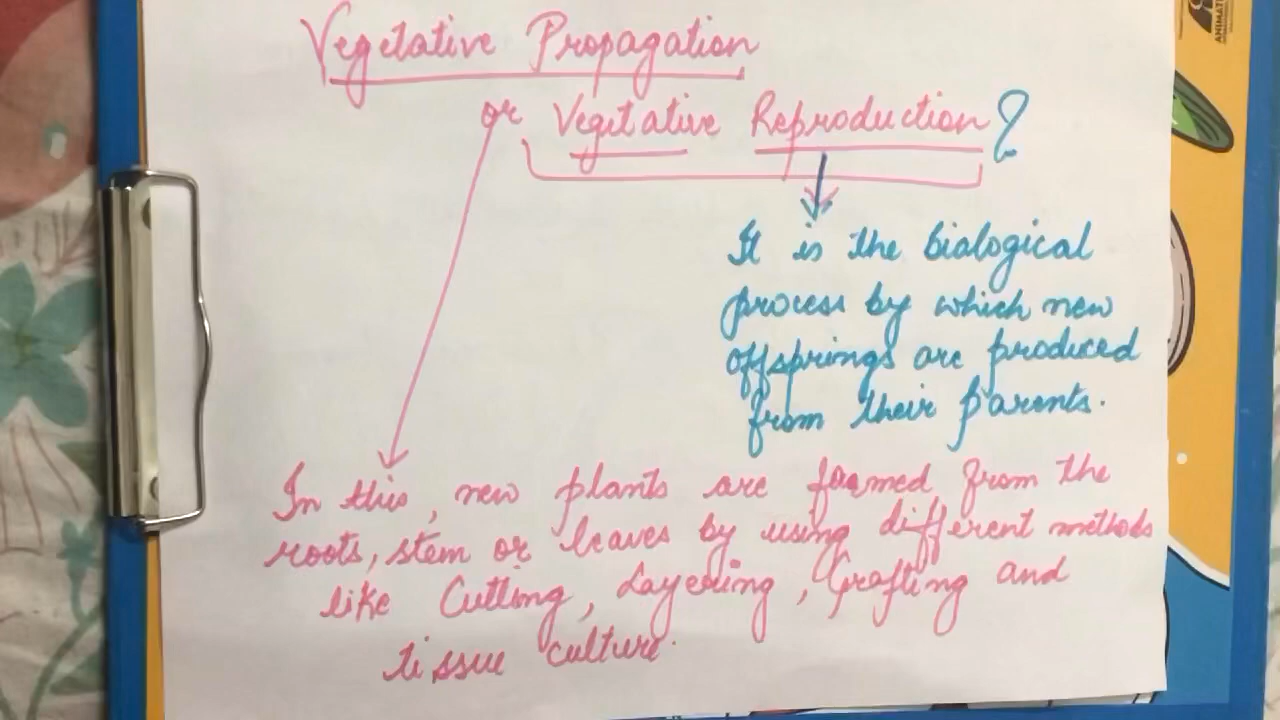 Vegetative Propagation
or Vegetative Reproduction?
It is the biological
process by which new
offsprings are produced
from their parents.
In this, new plants are formed from the
roots, stem or leaves by using different methods
like Cutting, Layering, Grafting and
tissue culture.